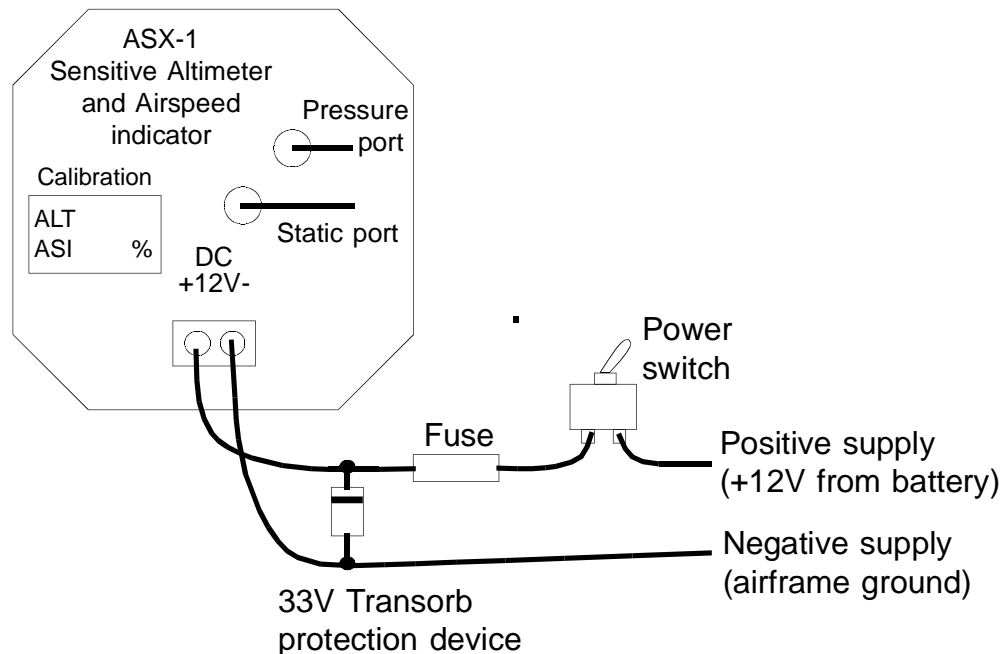 ASX-1
Sensitive Altimeter
and Airspeed
indicator
Pressure
port
Calibration
ALT
ASI %
Static port
DC
+12V-
Power
switch
Fuse
Positive supply
(+12V from battery)
Negative supply
(airframe ground)
33V Transorb
protection device